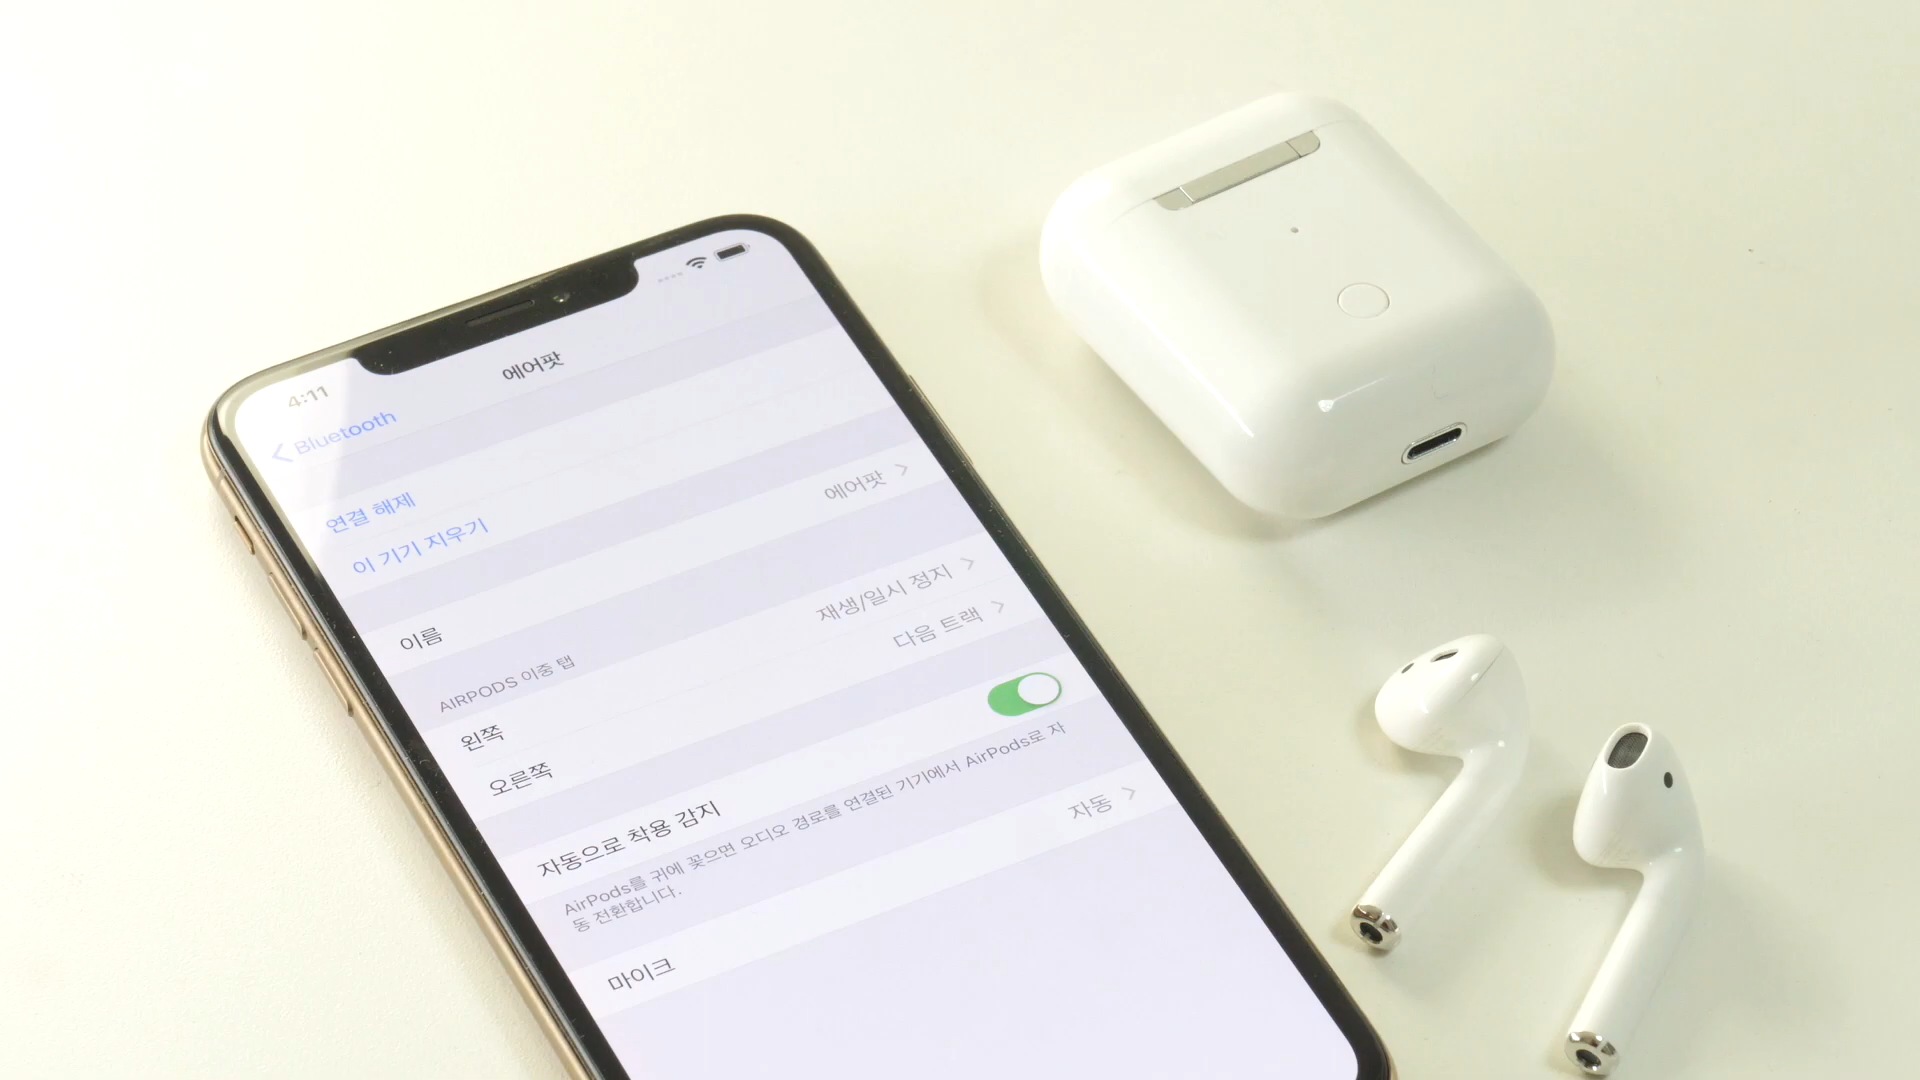 4:11
Bluetooth
에어팟
연결 해제
이 기기 지우기
이름 에어팟
AIRPODS 이중 탭
왼쪽 재생/일시 정지
오른쪽 다음 트랙
자동으로 착용 감지
AirPods를 귀에 꽂으면 오디오 경로를 연결된 기기에서 AirPods로 자
동 전환합니다.
마이크 자동